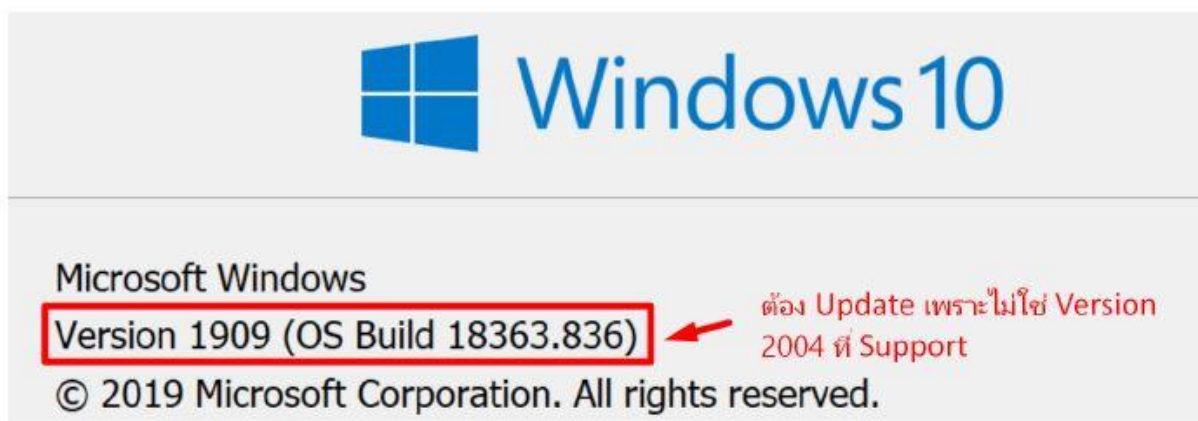 Windows 10
Microsoft Windows
Version 1909 (OS Build 18363.836)
ต้อง Update เพราะไม่ใช่ Version
2004 ที่ Support
© 2019 Microsoft Corporation. All rights reserved.